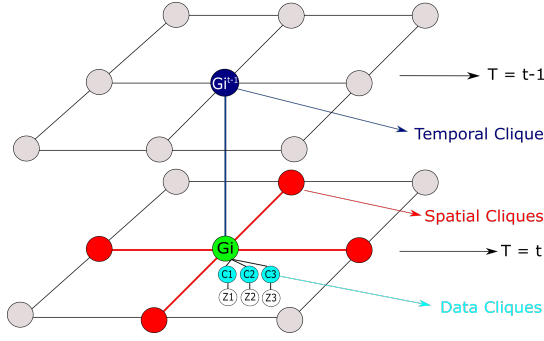 Gi^t-1
T = t-1
Temporal Clique
Spatial Cliques
Gi
T = t
C1 C2 C3
Z1 Z2 Z3
Data Cliques